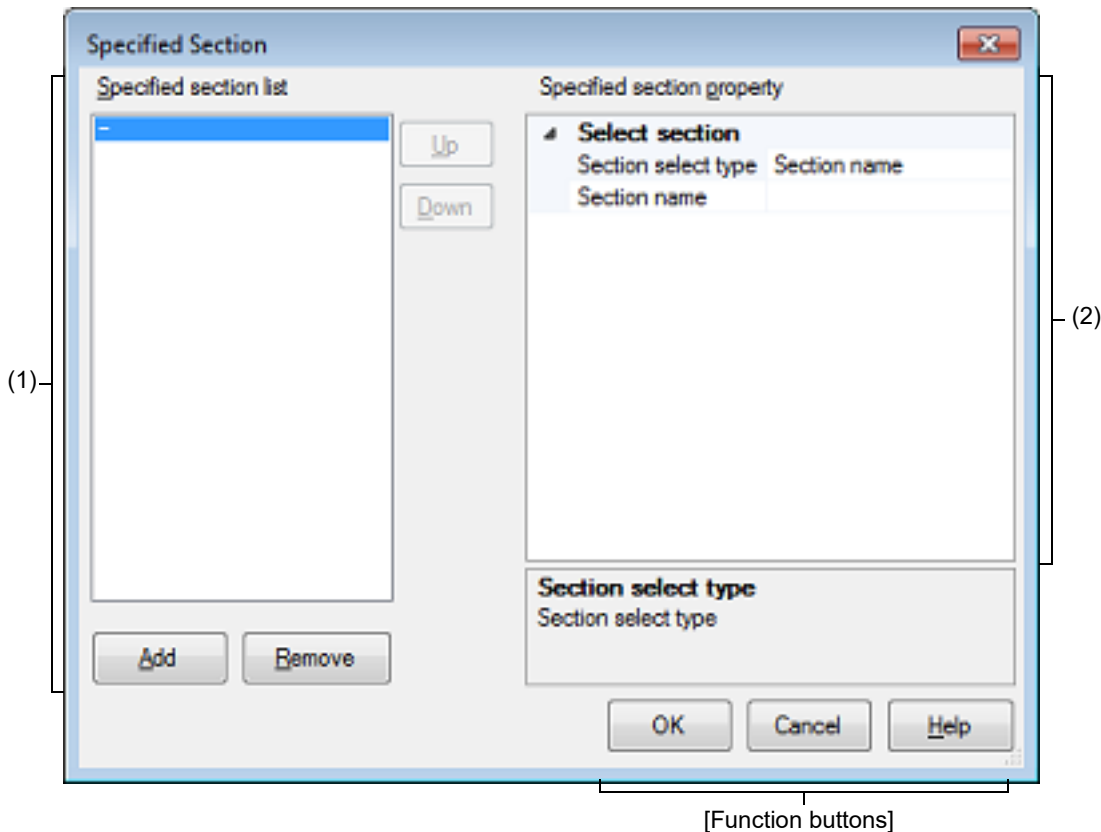 Specified Section
Specified section list
Specified section property
–
Up
Down
Select section
Section select type Section name
Section name
(1)
(2)
Section select type
Section select type
Add Remove
OK Cancel Help
[Function buttons]